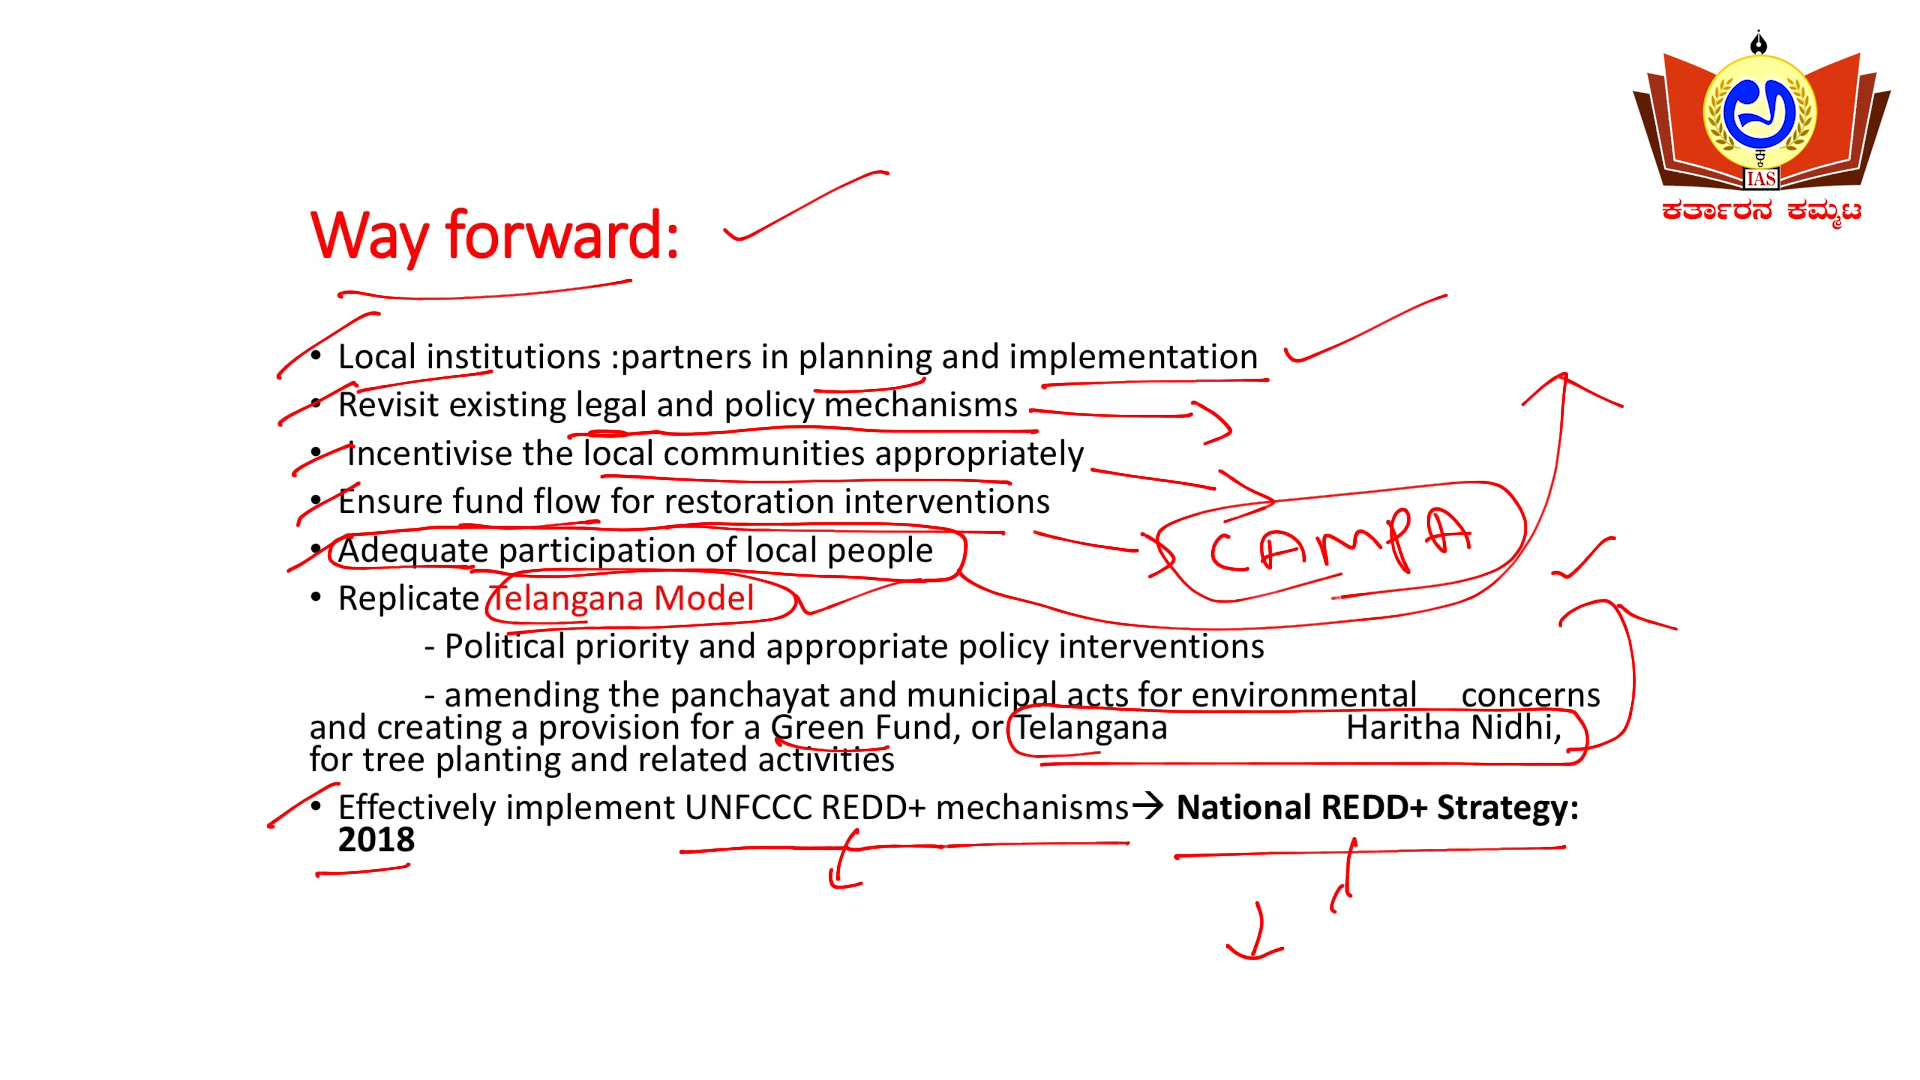 IAS
ಕರ್ತಾರನ ಕಮ್ಮಟ
Way forward:
• Local institutions :partners in planning and implementation
• Revisit existing legal and policy mechanisms
• Incentivise the local communities appropriately
• Ensure fund flow for restoration interventions
CAMPA
• Adequate participation of local people
• Replicate Telangana Model
- Political priority and appropriate policy interventions
- amending the panchayat and municipal acts for environmental concerns
and creating a provision for a Green Fund, or Telangana Haritha Nidhi,
for tree planting and related activities
• Effectively implement UNFCCC REDD+ mechanisms→ National REDD+ Strategy:
2018